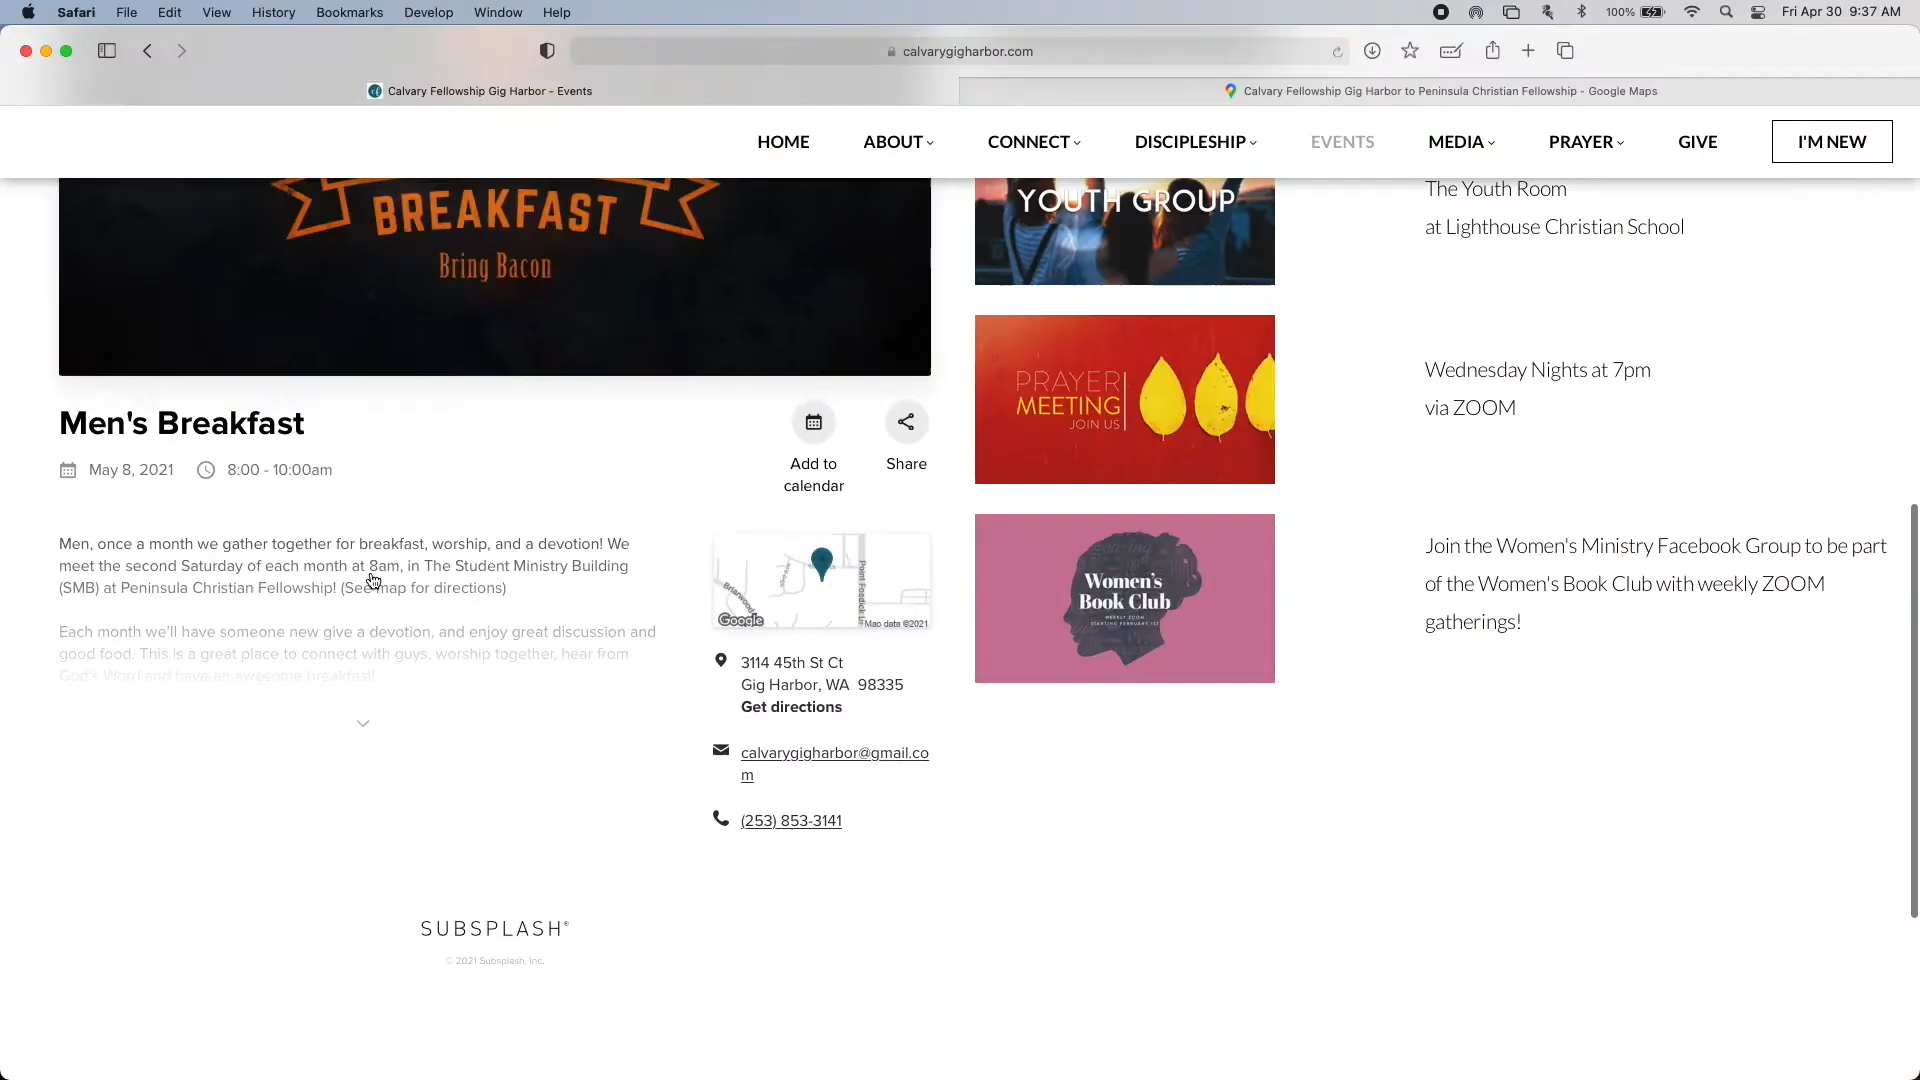 Safari File Edit View History Bookmarks Develop Window Help
100% Fri Apr 30 9:37 AM
calvarygigharbor.com
Calvary Fellowship Gig Harbor – Events
Calvary Fellowship Gig Harbor to Peninsula Christian Fellowship - Google Maps
HOME ABOUT CONNECT DISCIPLESHIP EVENTS MEDIA PRAYER GIVE I'M NEW
BREAKFAST
Bring Bacon
Men's Breakfast
May 8, 2021 8:00 - 10:00am
Add to
calendar
Share
Men, once a month we gather together for breakfast, worship, and a devotion! We
meet the second Saturday of each month at 8am, in The Student Ministry Building
(SMB) at Peninsula Christian Fellowship! (See map for directions)
Each month we'll have someone new give a devotion, and enjoy great discussion and
good food. This is a great place to connect with guys, worship together, hear from
God's Word and have an awesome breakfast!
Google
Map data ©2021
3114 45th St Ct
Gig Harbor, WA 98335
Get directions
calvarygigharbor@gmail.co
m
(253) 853-3141
SUBSPLASH®
© 2021 Subsplash, Inc.
YOUTH GROUP
The Youth Room
at Lighthouse Christian School
PRAYER
MEETING
JOIN US
Wednesday Nights at 7pm
via ZOOM
Women's
Book Club
WEEKLY ZOOM
Join the Women's Ministry Facebook Group to be part
of the Women's Book Club with weekly ZOOM
gatherings!